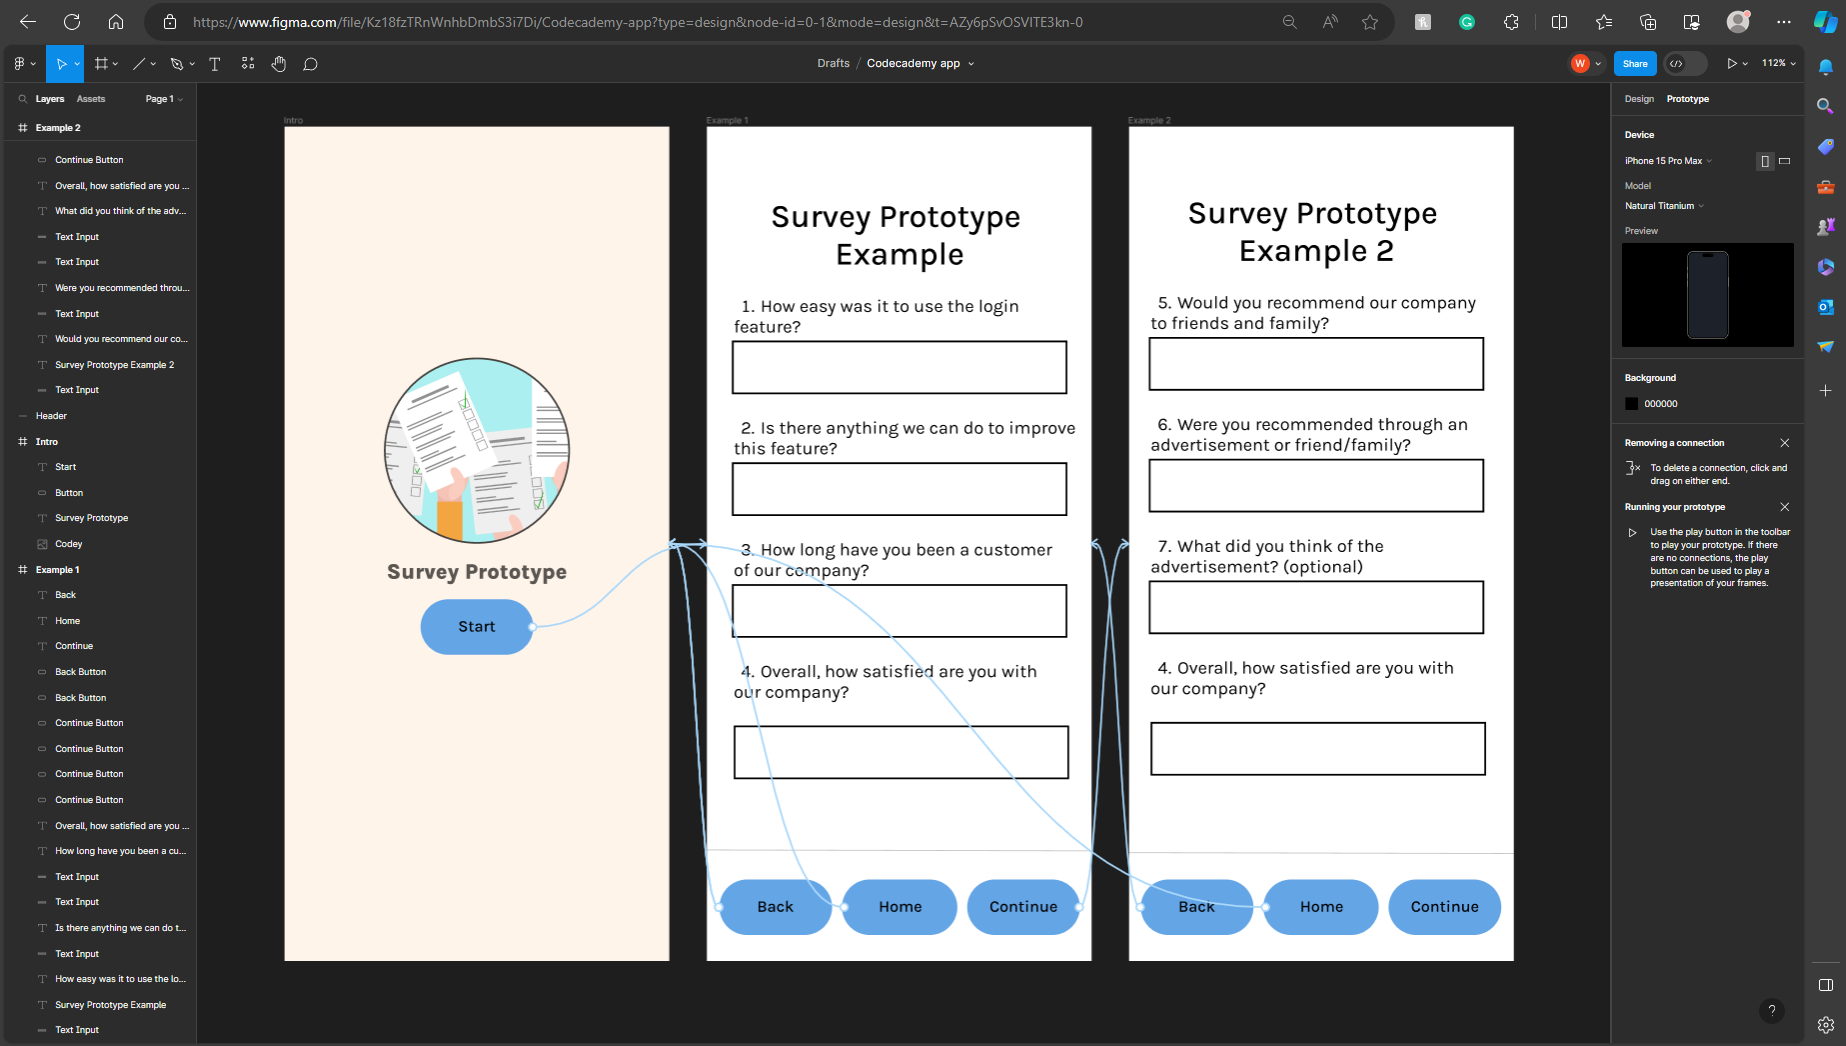 https://www.figma.com/file/Kz18fzTRnWnhbDmbS3i7Di/Codecademy-app?type=design&node-id=0-1&mode=design&t=AZy6pSvOSVITE3kn-0
Drafts / Codecademy app
W
Share
112%
Layers
Assets
Page 1
Example 2
Continue Button
Overall, how satisfied are you ...
What did you think of the adv...
Text Input
Text Input
Were you recommended throu...
Text Input
Would you recommend our co...
Survey Prototype Example 2
Text Input
Header
Intro
Start
Button
Survey Prototype
Codey
Example 1
Back
Home
Continue
Back Button
Back Button
Continue Button
Continue Button
Continue Button
Continue Button
Overall, how satisfied are you ...
How long have you been a cu...
Text Input
Text Input
Is there anything we can do t...
Text Input
How easy was it to use the lo...
Survey Prototype Example
Text Input
Intro
Survey Prototype
Start
Example 1
Survey Prototype
Example
1. How easy was it to use the login
feature?
2. Is there anything we can do to improve
this feature?
3. How long have you been a customer
of our company?
4. Overall, how satisfied are you with
our company?
Back
Home
Continue
Example 2
Survey Prototype
Example 2
5. Would you recommend our company
to friends and family?
6. Were you recommended through an
advertisement or friend/family?
7. What did you think of the
advertisement? (optional)
4. Overall, how satisfied are you with
our company?
Back
Home
Continue
Design
Prototype
Device
iPhone 15 Pro Max
Model
Natural Titanium
Preview
Background
000000
Removing a connection
To delete a connection, click and
drag on either end.
Running your prototype
Use the play button in the toolbar
to play your prototype. If there
are no connections, the play
button can be used to play a
presentation of your frames.
?